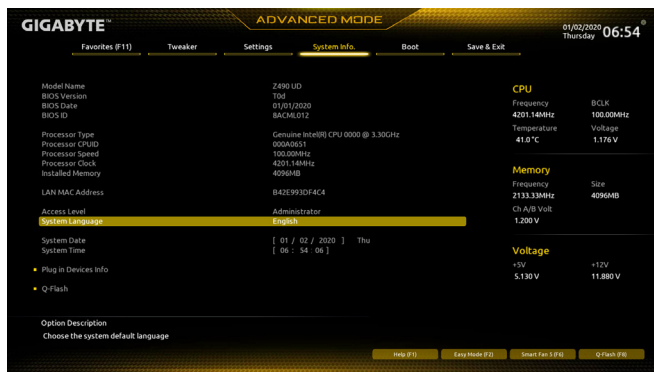 GIGABYTE™
ADVANCED MODE
01/02/2020 Thursday 06:54
Favorites (F11) Tweaker Settings System Info. Boot Save & Exit
Model Name Z490 UD
BIOS Version T0d
BIOS Date 01/01/2020
BIOS ID 8ACML012
Processor Type Genuine Intel(R) CPU 0000 @ 3.30GHz
Processor CPUID 000A0651
Processor Speed 100.00MHz
Processor Clock 4201.14MHz
Installed Memory 4096MB
LAN MAC Address B42E993DF4C4
Access Level Administrator
System Language English
System Date [ 01 / 02 / 2020 ] Thu
System Time [ 06 : 54 : 06 ]
Plug in Devices Info
Q-Flash
CPU
Frequency BCLK
4201.14MHz 100.00MHz
Temperature Voltage
41.0 °C 1.176 V
Memory
Frequency Size
2133.33MHz 4096MB
Ch A/B Volt
1.200 V
Voltage
+5V +12V
5.130 V 11.880 V
Option Description
Choose the system default language
Help (F1) Easy Mode (F2) Smart Fan 5 (F6) Q-Flash (F8)